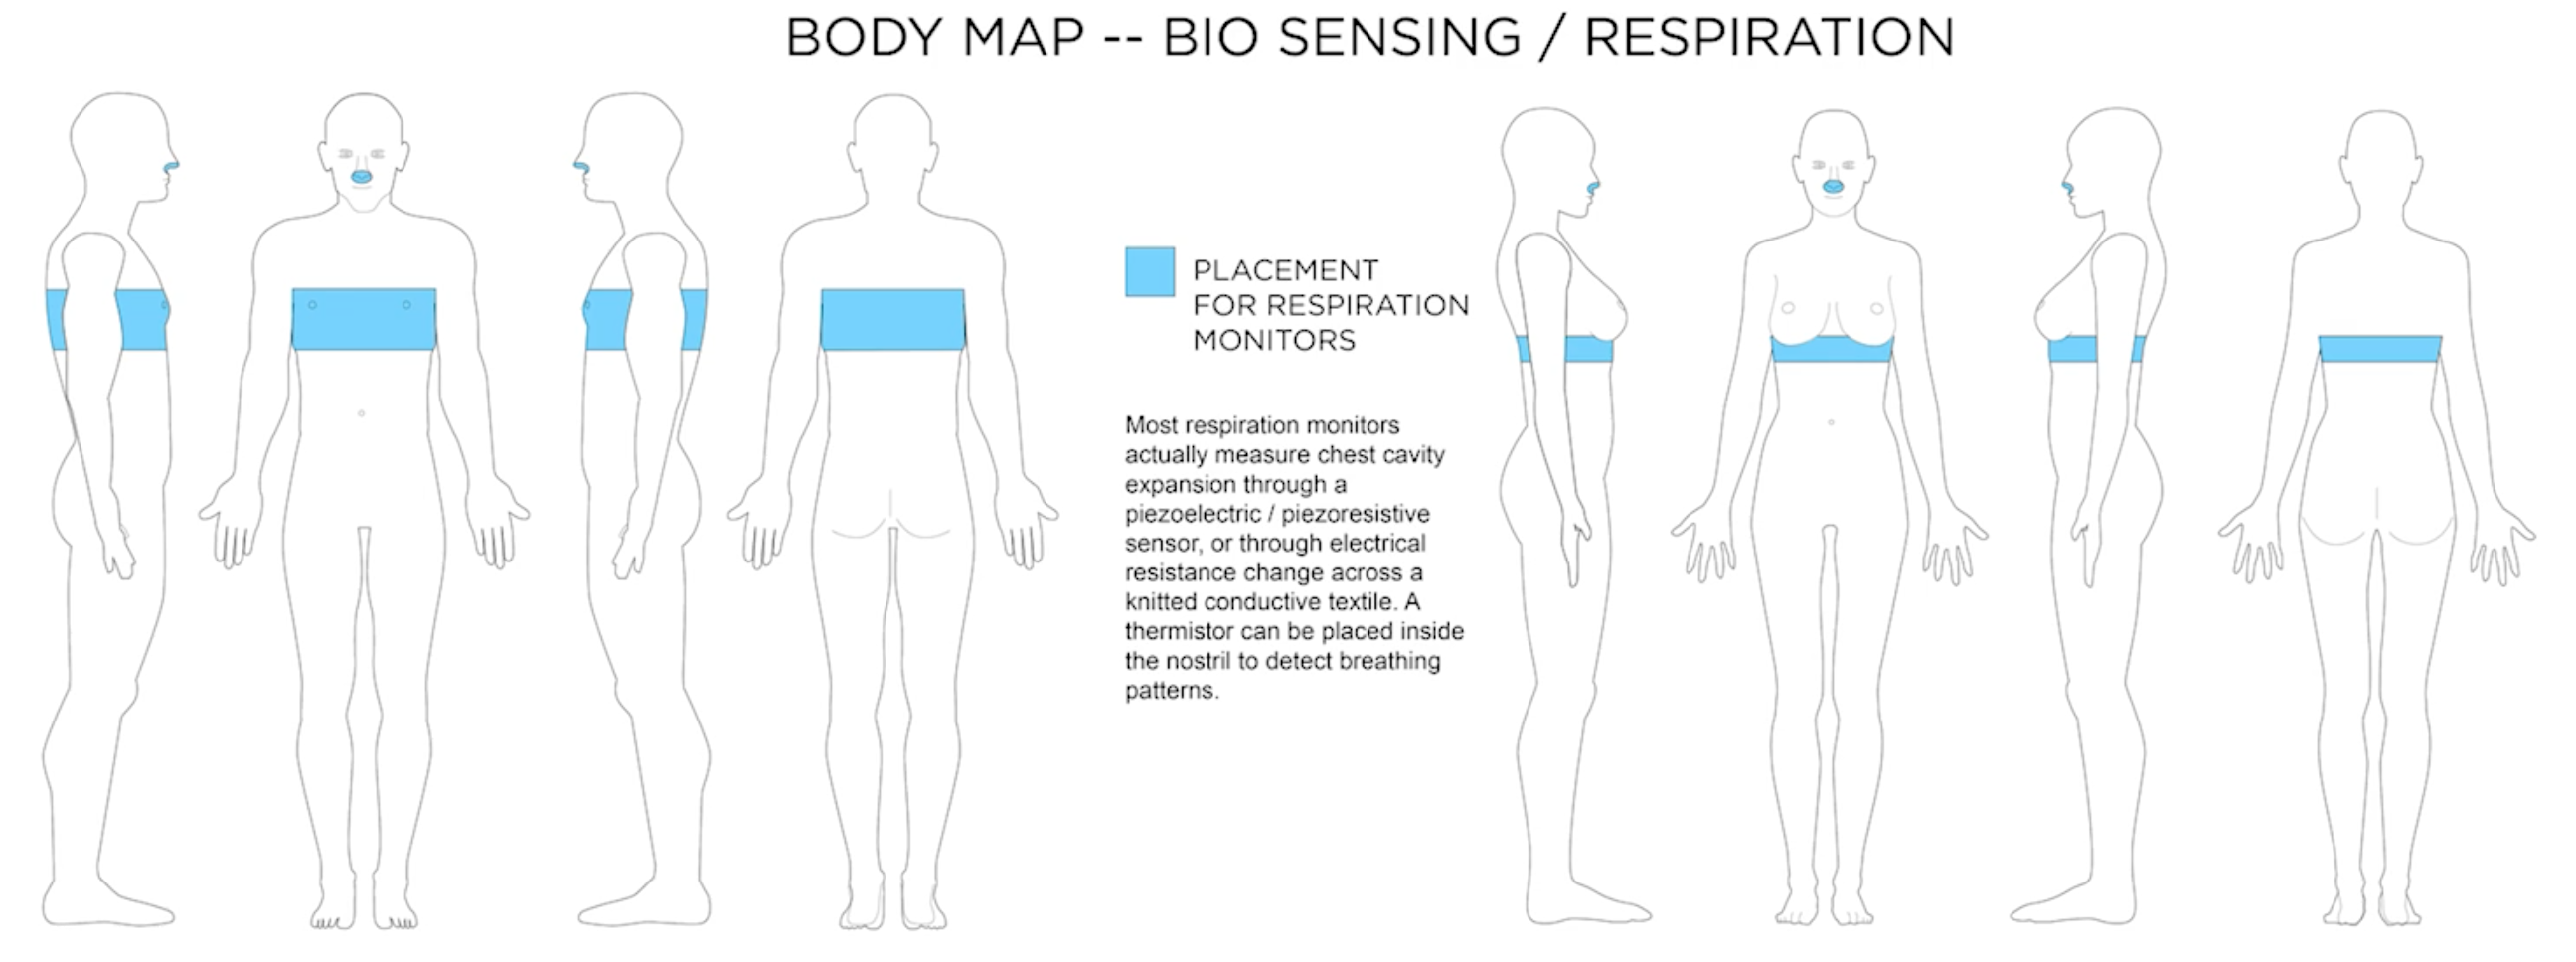 BODY MAP -- BIO SENSING / RESPIRATION
PLACEMENT
FOR RESPIRATION
MONITORS
Most respiration monitors
actually measure chest cavity
expansion through a
piezoelectric / piezoresistive
sensor, or through electrical
resistance change across a
knitted conductive textile. A
thermistor can be placed inside
the nostril to detect breathing
patterns.